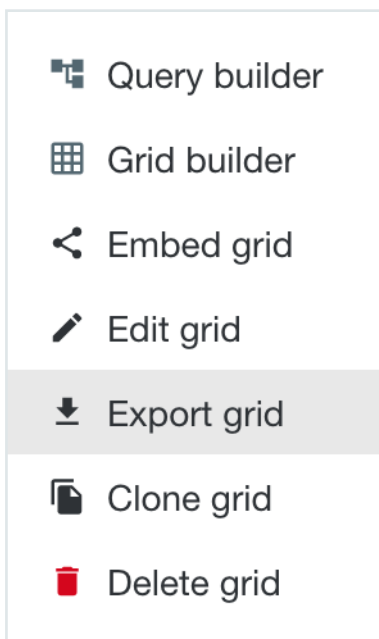 Query builder
Grid builder
Embed grid
Edit grid
Export grid
Clone grid
Delete grid